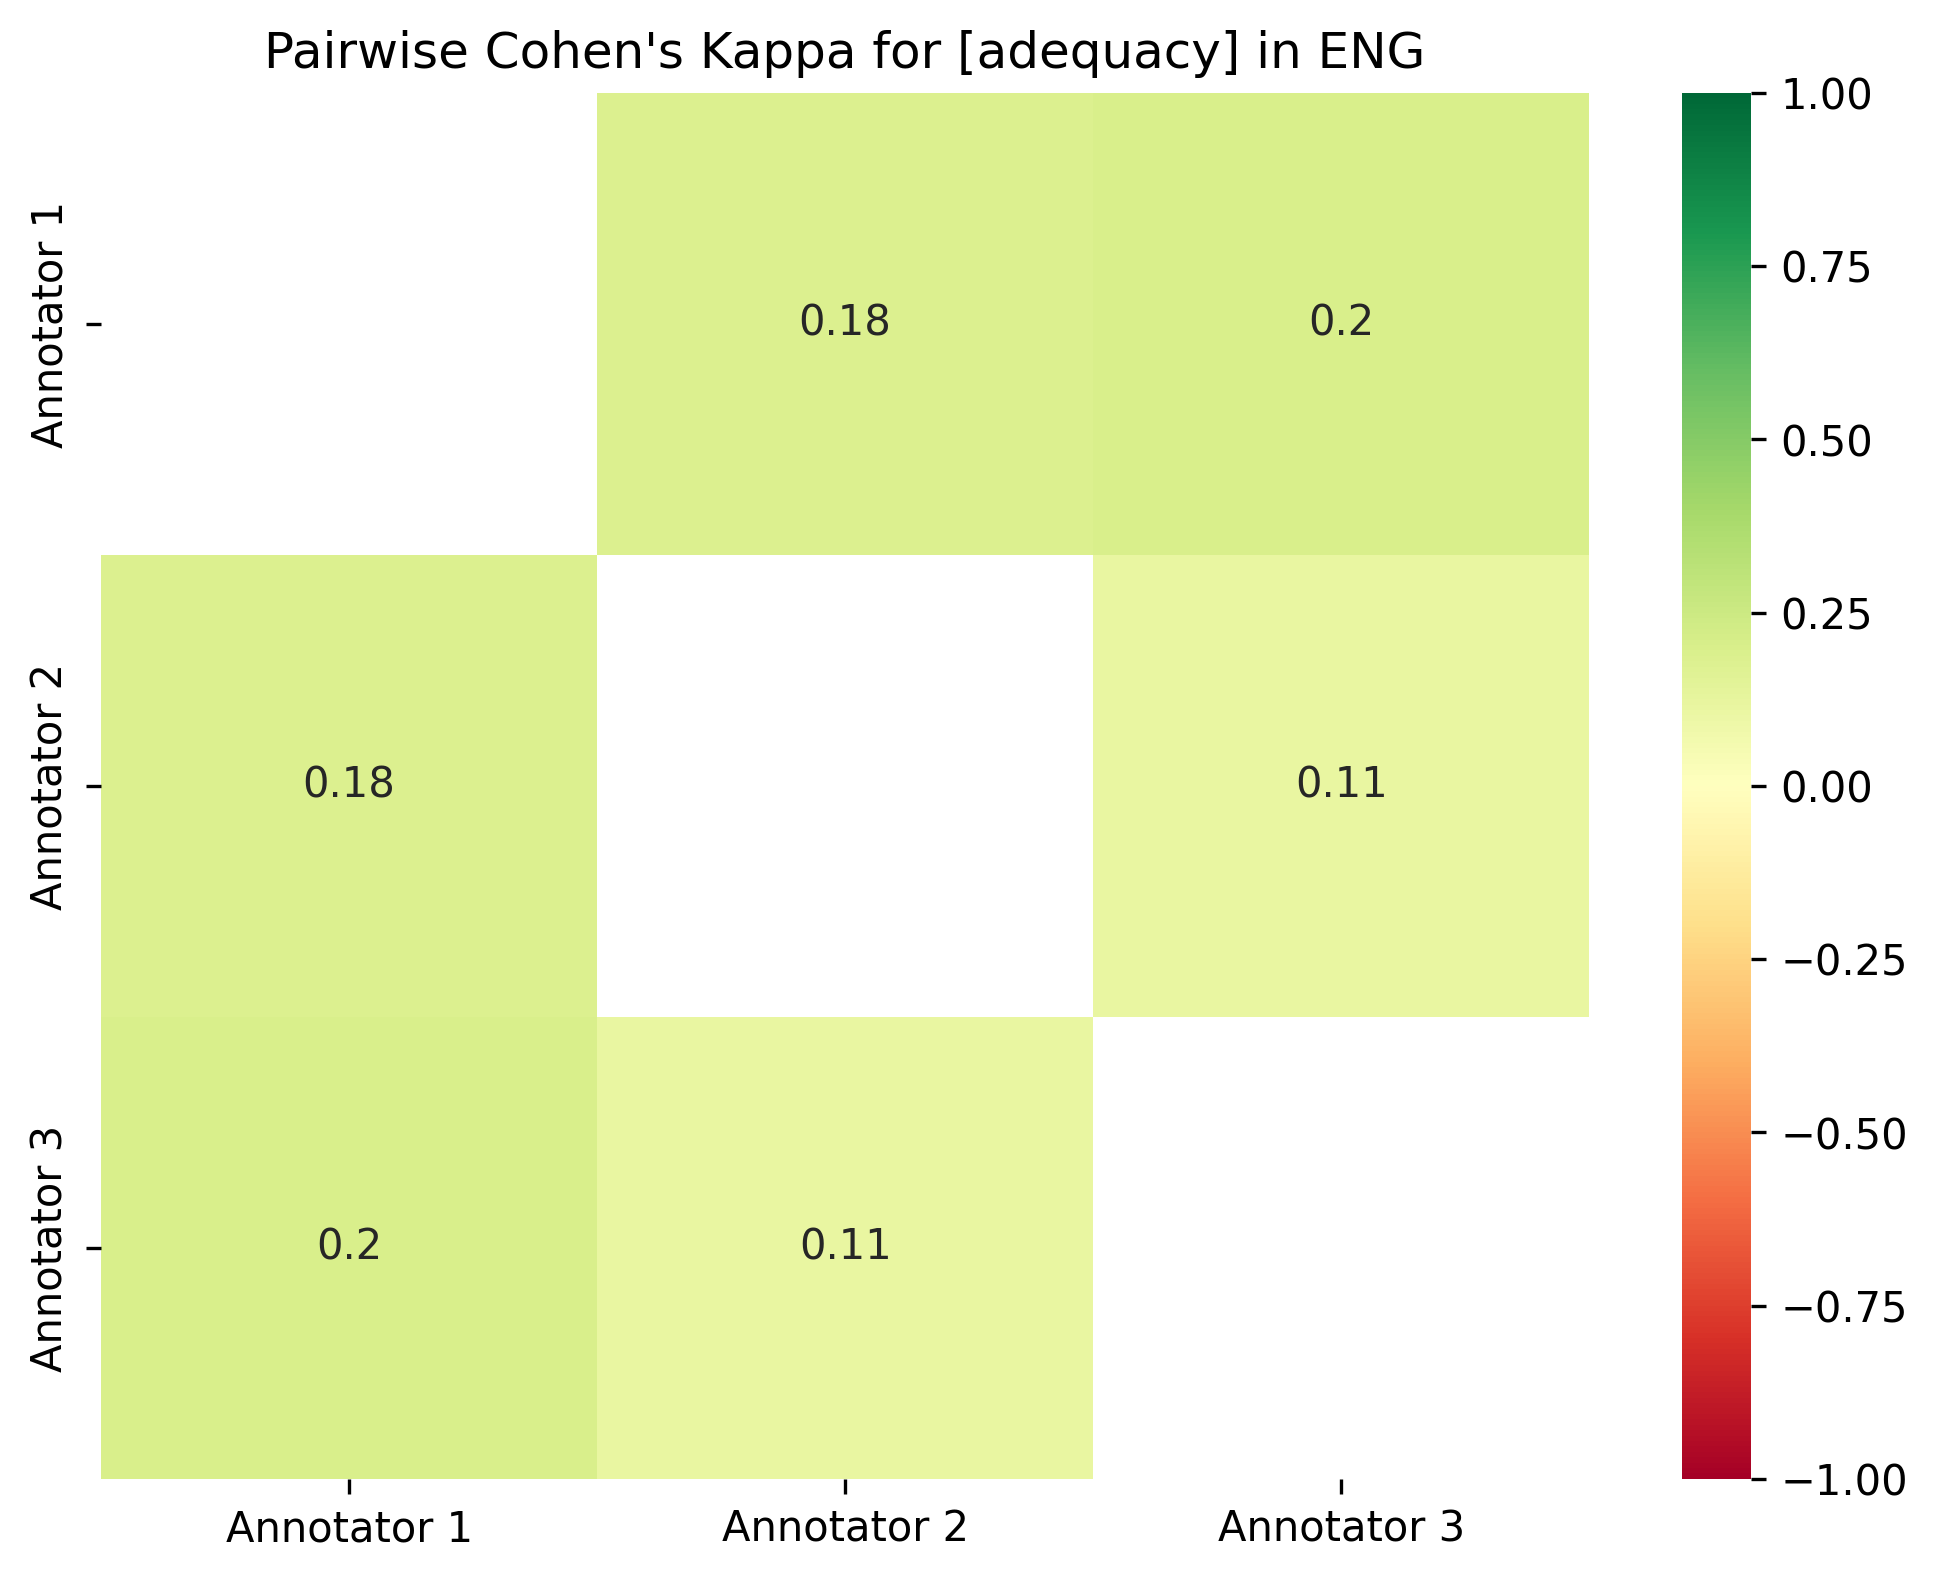 Pairwise Cohen's Kappa for [adequacy] in ENG
Annotator 1
0.18
0.2
Annotator 2
0.18
0.11
Annotator 3
0.2
0.11
Annotator 1
Annotator 2
Annotator 3
1.00
0.75
0.50
0.25
0.00
−0.25
−0.50
−0.75
−1.00